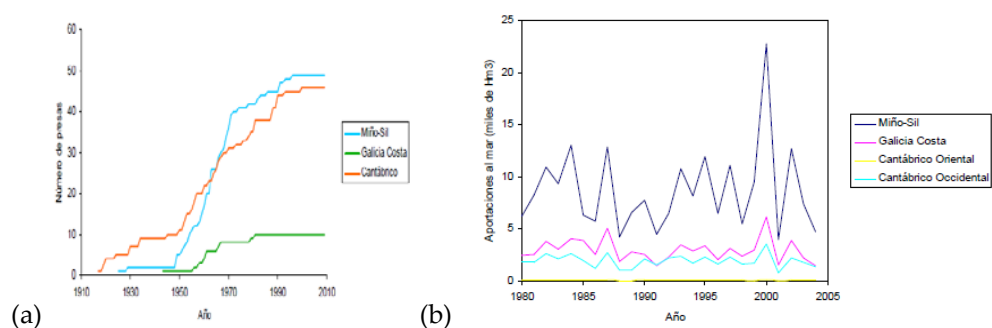 Número de presas
60
50
40
30
20
10
0
1910
1930
1950
1970
1990
2010
Año
Miño-Sil
Galicia Costa
Cantábrico
(a)
Aportaciones al mar (miles de Hm3)
25
20
15
10
5
0
1980
1985
1990
1995
2000
2005
Año
Miño-Sil
Galicia Costa
Cantábrico Oriental
Cantábrico Occidental
(b)